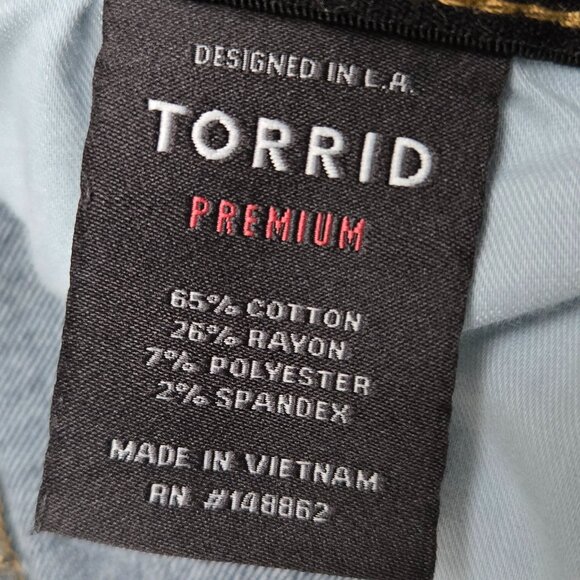 DESIGNED IN L.A.
TORRID
PREMIUM
65% COTTON
26% RAYON
7% POLYESTER
2% SPANDEX
MADE IN VIETNAM
RN #148862